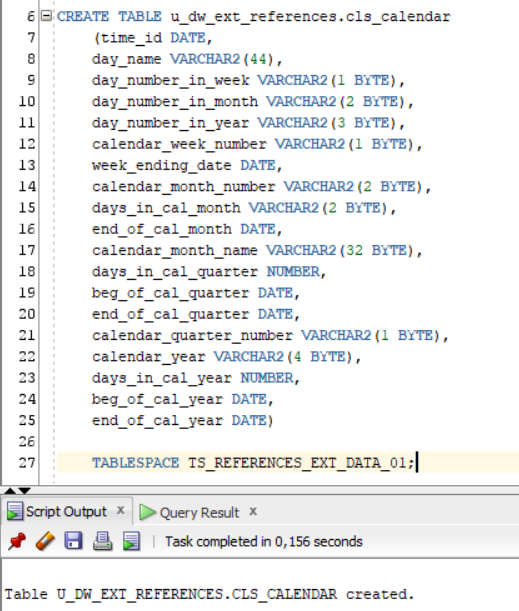 6 CREATE TABLE u_dw_ext_references.cls_calendar
7 (time_id DATE,
8 day_name VARCHAR2(44),
9 day_number_in_week VARCHAR2(1 BYTE),
10 day_number_in_month VARCHAR2(2 BYTE),
11 day_number_in_year VARCHAR2(3 BYTE),
12 calendar_week_number VARCHAR2(1 BYTE),
13 week_ending_date DATE,
14 calendar_month_number VARCHAR2(2 BYTE),
15 days_in_cal_month VARCHAR2(2 BYTE),
16 end_of_cal_month DATE,
17 calendar_month_name VARCHAR2(32 BYTE),
18 days_in_cal_quarter NUMBER,
19 beg_of_cal_quarter DATE,
20 end_of_cal_quarter DATE,
21 calendar_quarter_number VARCHAR2(1 BYTE),
22 calendar_year VARCHAR2(4 BYTE),
23 days_in_cal_year NUMBER,
24 beg_of_cal_year DATE,
25 end_of_cal_year DATE)
26
27 TABLESPACE TS_REFERENCES_EXT_DATA_01;
Script Output x Query Result x
Task completed in 0,156 seconds
Table U_DW_EXT_REFERENCES.CLS_CALENDAR created.